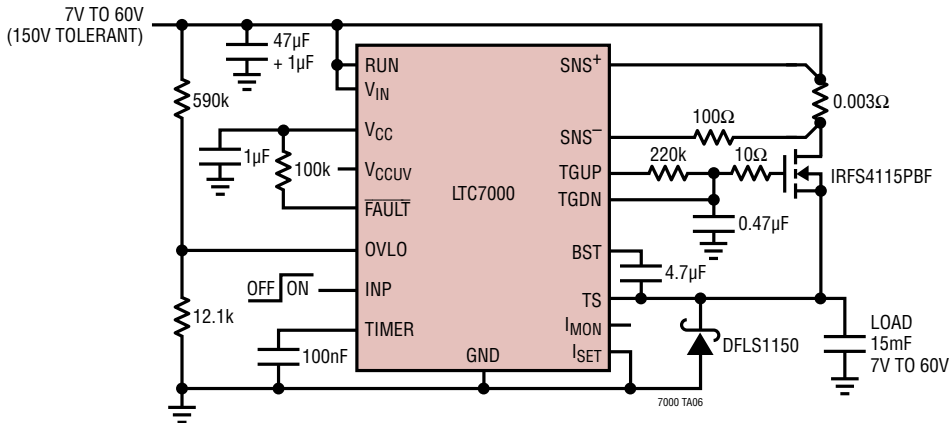 7V TO 60V
(150V TOLERANT)
47µF
+ 1µF
590k
RUN
VIN
VCC
1µF
100k
VCCUV
FAULT
OVLO
OFF ON
INP
12.1k
TIMER
100nF
GND
LTC7000
SNS+
0.003Ω
100Ω
SNS–
TGUP
220k
10Ω
IRFS4115PBF
TGDN
0.47µF
BST
4.7µF
TS
IMON
ISET
DFLS1150
LOAD
15mF
7V TO 60V
7000 TA06